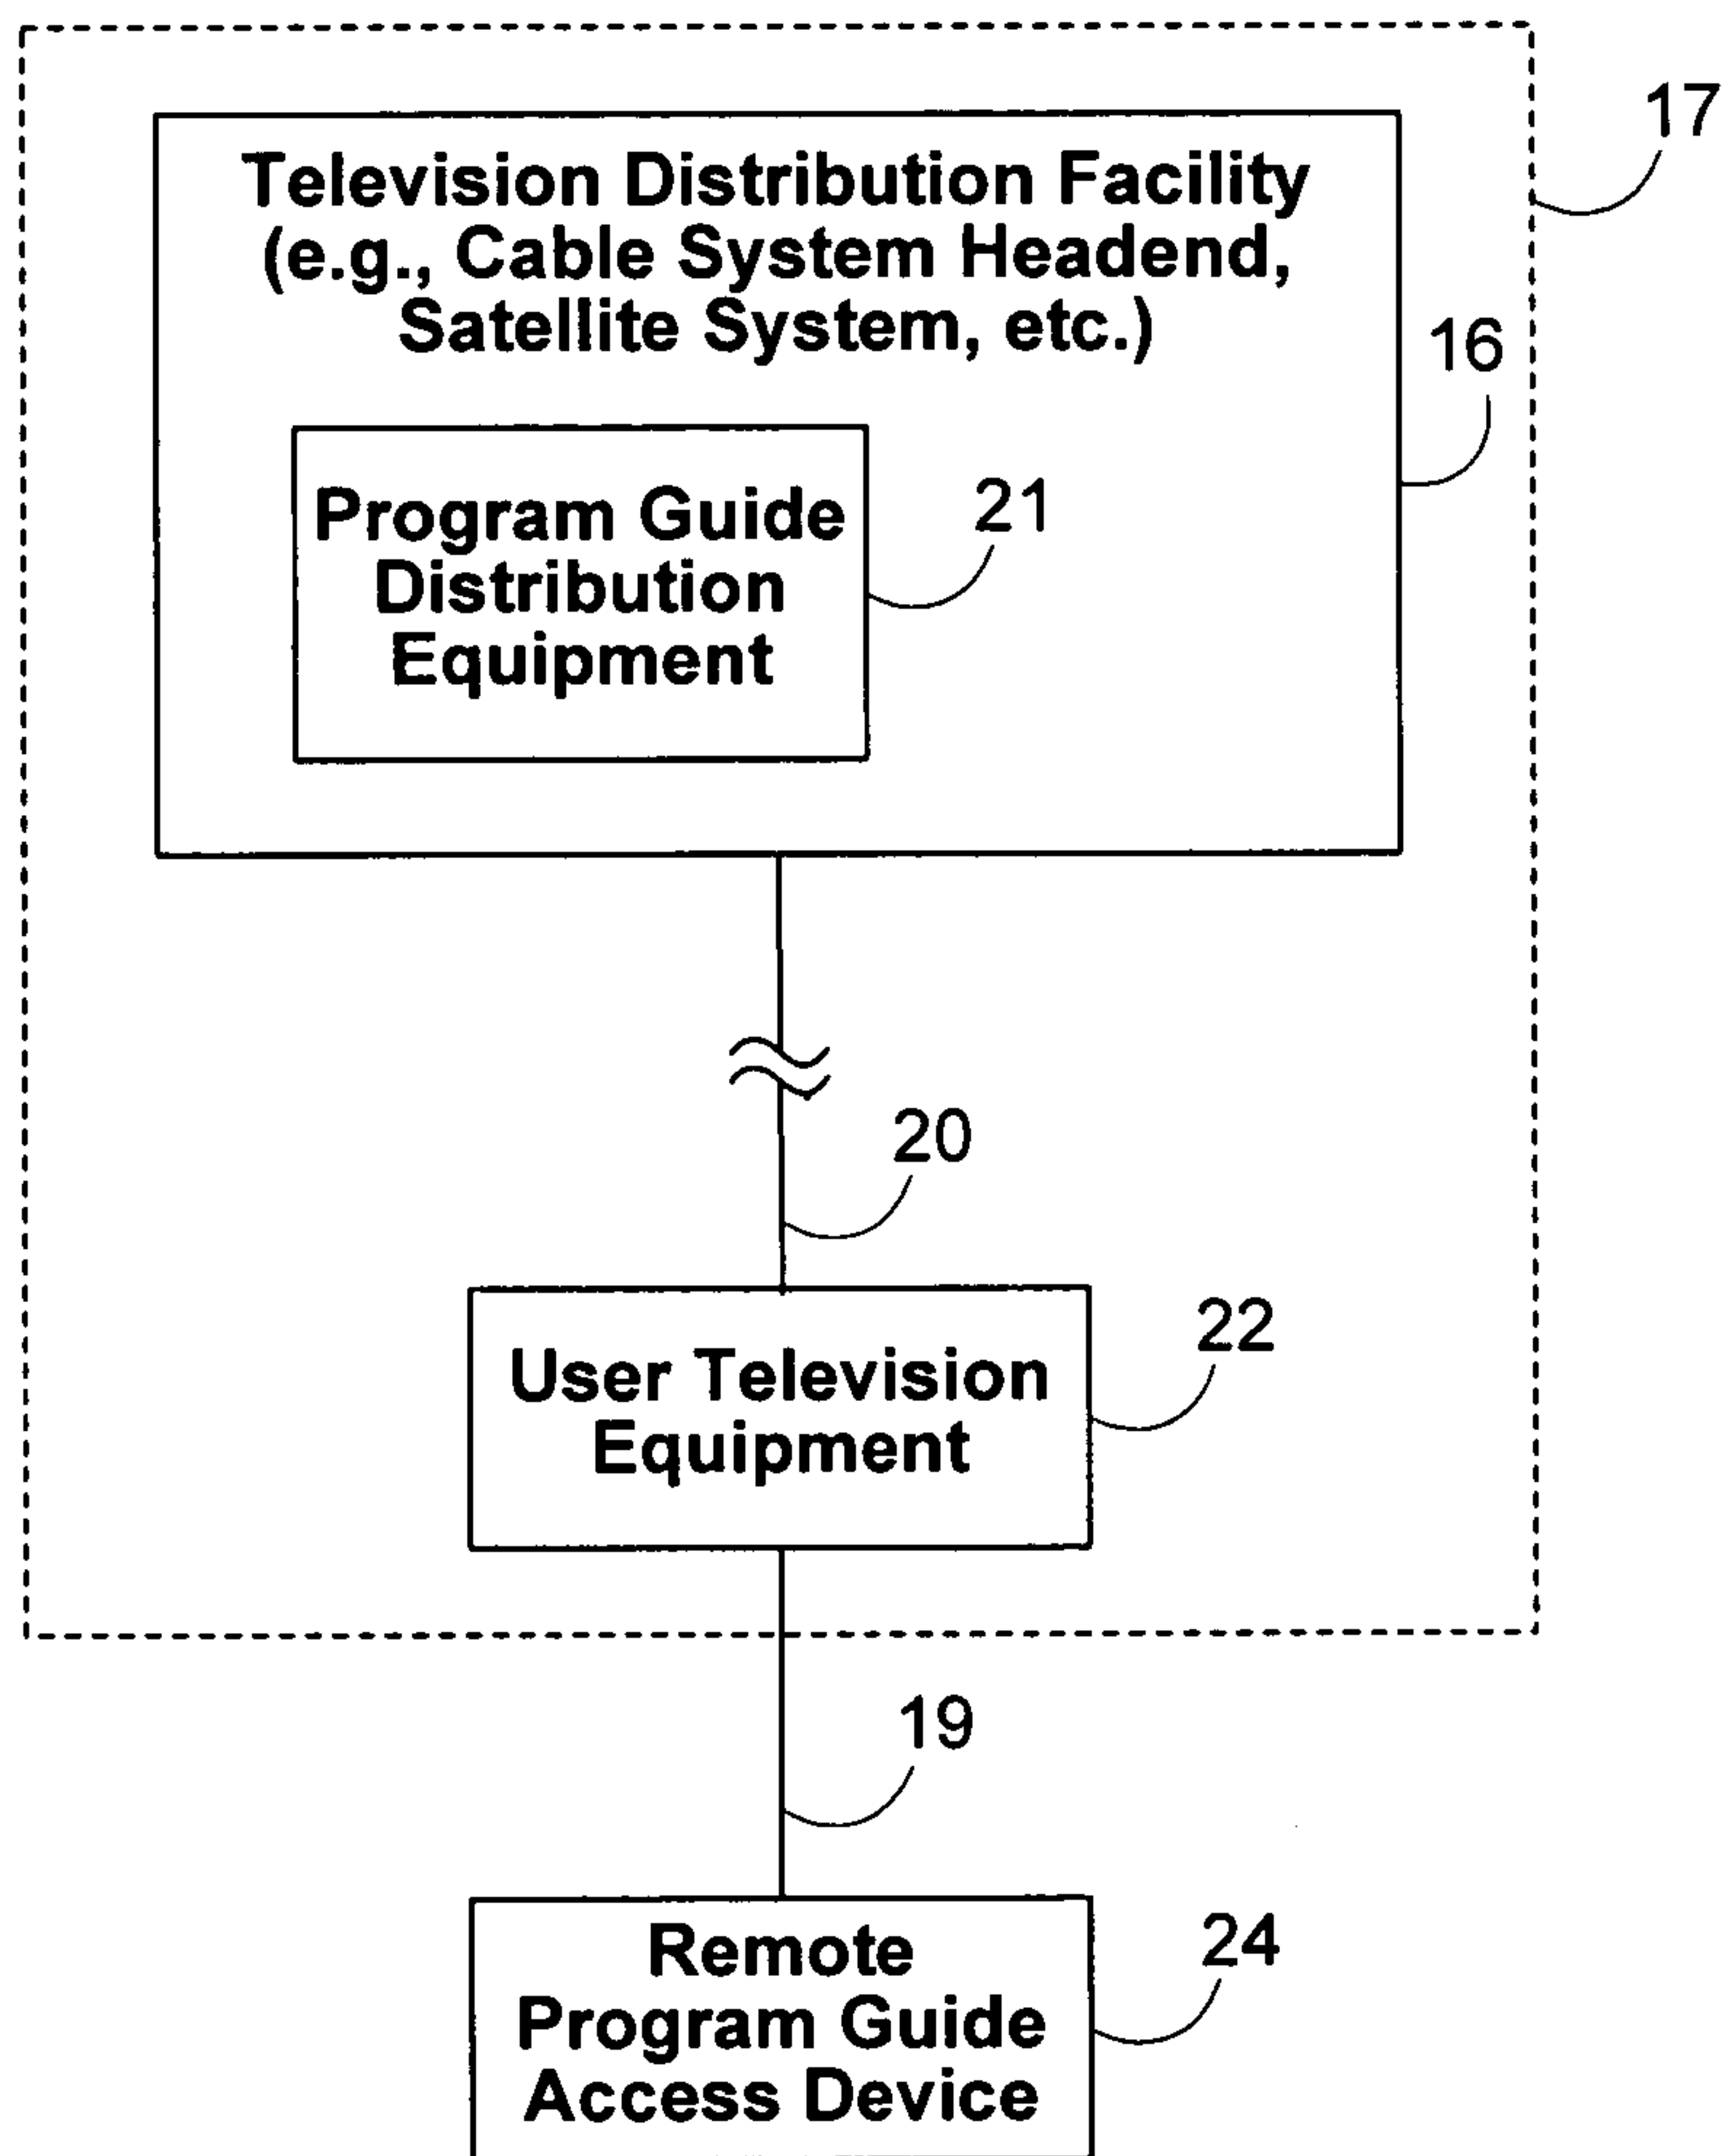 17
Television Distribution Facility
(e.g., Cable System Headend,
Satellite System, etc.)
16
Program Guide
Distribution
Equipment
21
20
User Television
Equipment
22
19
Remote
Program Guide
Access Device
24